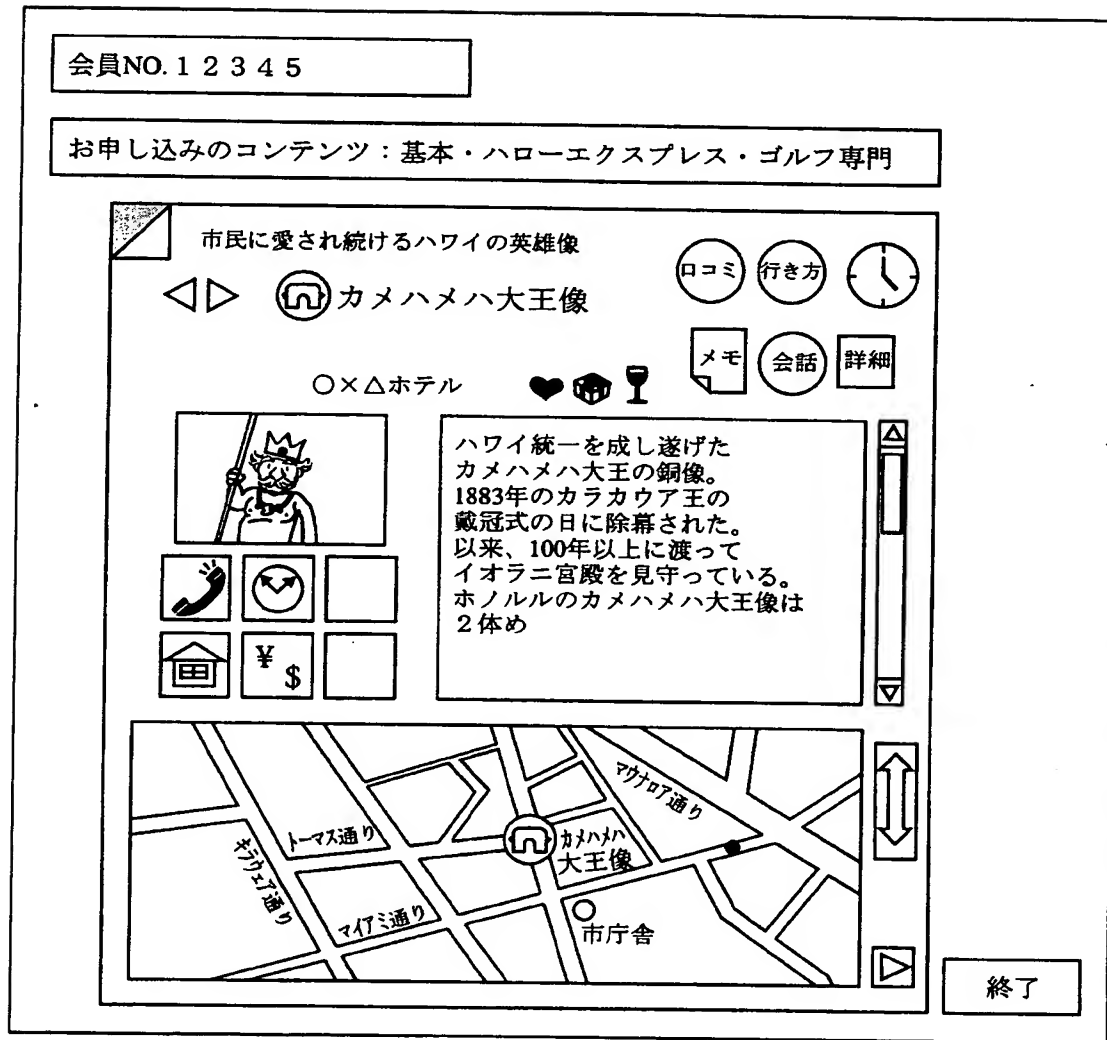 会員NO.12345
お申し込みのコンテンツ：基本・ハローエクスプレス・ゴルフ専門
市民に愛され続けるハワイの英雄像
カメハメハ大王像
口コミ
行き方
メモ
会話
詳細
○×△ホテル
ハワイ統一を成し遂げた
カメハメハ大王の銅像。
1883年のカラカウア王の
戴冠式の日に除幕された。
以来、100年以上に渡って
イオラニ宮殿を見守っている。
ホノルルのカメハメハ大王像は
２体め
¥
$
マウナロア通り
トーマス通り
カメハメハ
大王像
キラウェア通り
マイアミ通り
市庁舎
終了